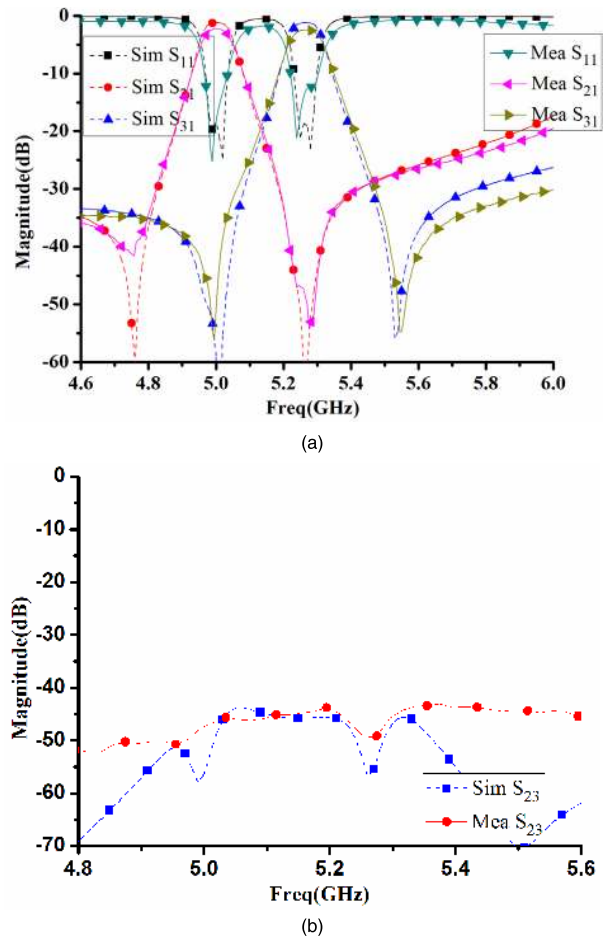 0
-10
-20
-30
-40
-50
-60
Magnitude(dB)
Sim S11
Sim S21
Sim S31
Mea S11
Mea S21
Mea S31
4.6 4.8 5.0 5.2 5.4 5.6 5.8 6.0
Freq(GHz)
(a)
0
-10
-20
-30
-40
-50
-60
-70
Magnitude(dB)
Sim S23
Mea S23
4.8 5.0 5.2 5.4 5.6
Freq(GHz)
(b)